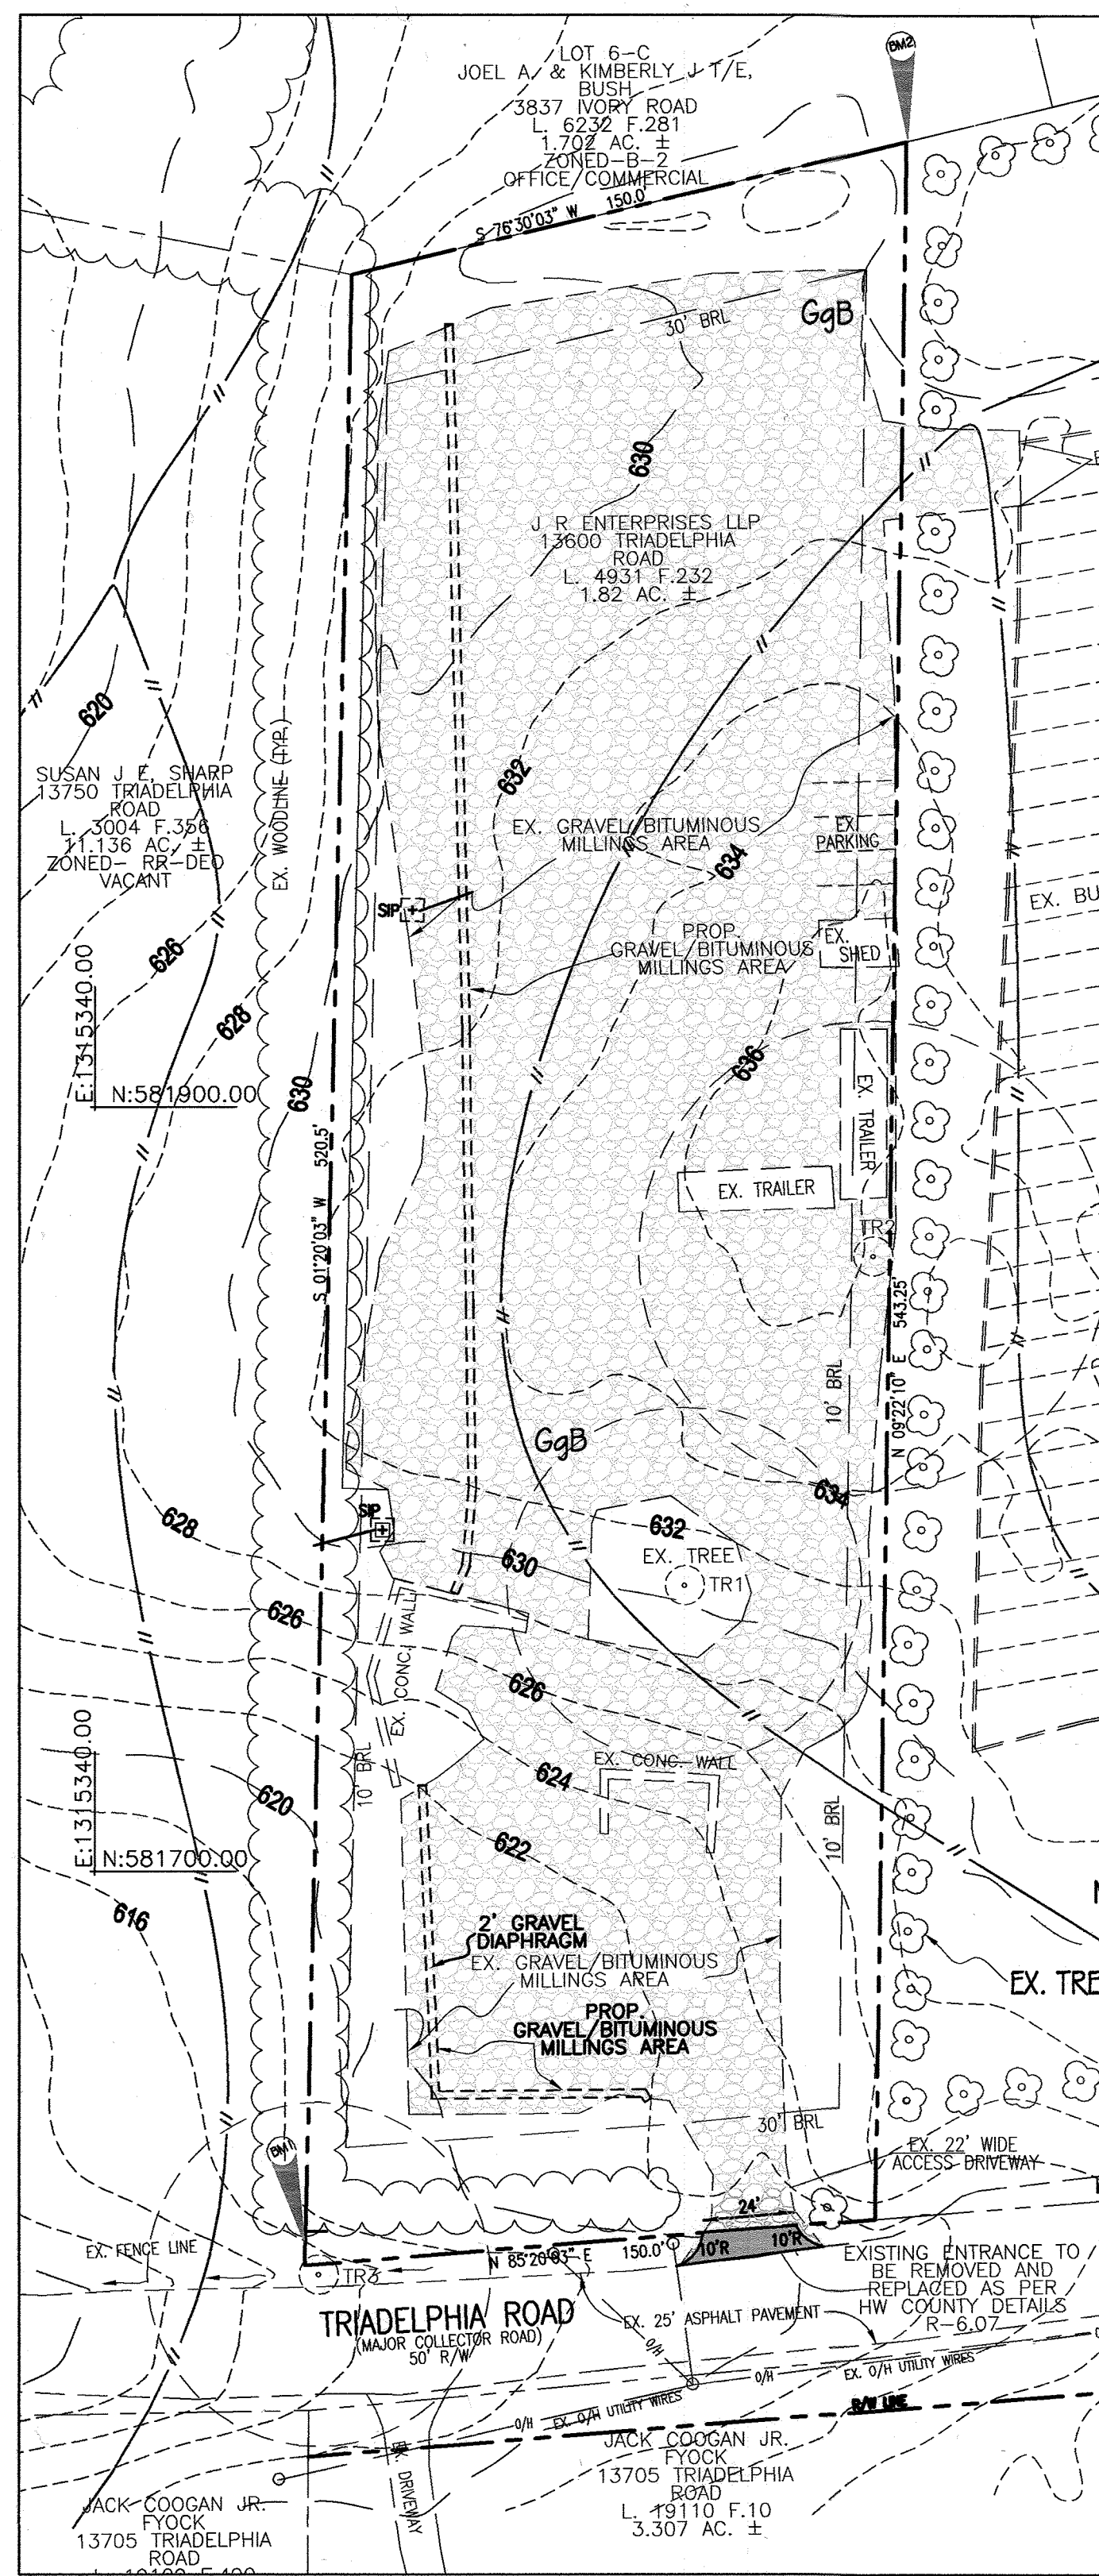 LOT 6-C
JOEL A. & KIMBERLY J T/E,
BUSH
3837 IVORY ROAD
L. 6232 F.281
1.702 AC. ±
ZONED-B-2
OFFICE/COMMERCIAL
BM2
S 76°30'03" W 150.0'
30' BRL
GgB
630
J R ENTERPRISES LLP
13600 TRIADELPHIA
ROAD
L. 4931 F.232
1.82 AC. ±
620
SUSAN J E, SHARP
13750 TRIADELPHIA
ROAD
L. 3004 F.356
11.136 AC. ±
ZONED- RR-DEO
VACANT
EX. WOODLINE (TYP.)
632
EX. GRAVEL/BITUMINOUS
MILLINGS AREA
634
EX.
PARKING
SIP
PROP.
GRAVEL/BITUMINOUS
MILLINGS AREA
EX.
SHED
EX. BU
626
628
E:1315340.00
N:581900.00
630
636
EX. TRAILER
EX. TRAILER
TR2
S 01°20'03" W 520.5'
N 09°22'10" E 543.25'
10' BRL
GgB
634
SIP
628
632
630
EX. TREE
TR1
626
EX. CONC. WALL
626
EX. CONC. WALL
624
10' BRL
620
10' BRL
E:1315340.00
N:581700.00
622
616
2' GRAVEL
DIAPHRAGM
EX. GRAVEL/BITUMINOUS
MILLINGS AREA
EX. TRE
PROP.
GRAVEL/BITUMINOUS
MILLINGS AREA
30' BRL
BM1
EX. 22' WIDE
ACCESS DRIVEWAY
24'
EX. FENCE LINE
N 85°20'03" E 150.0'
10'R
10'R
TR3
EXISTING ENTRANCE TO
BE REMOVED AND
REPLACED AS PER
HW COUNTY DETAILS
R-6.07
TRIADELPHIA ROAD
(MAJOR COLLECTOR ROAD)
50' R/W
EX. 25' ASPHALT PAVEMENT
O/H
O/H
EX. O/H UTILITY WIRES
O/H
EX. O/H UTILITY WIRES
R/W LINE
EX. DRIVEWAY
JACK COOGAN JR.
FYOCK
13705 TRIADELPHIA
ROAD
L. 19110 F.10
3.307 AC. ±
JACK COOGAN JR.
FYOCK
13705 TRIADELPHIA
ROAD